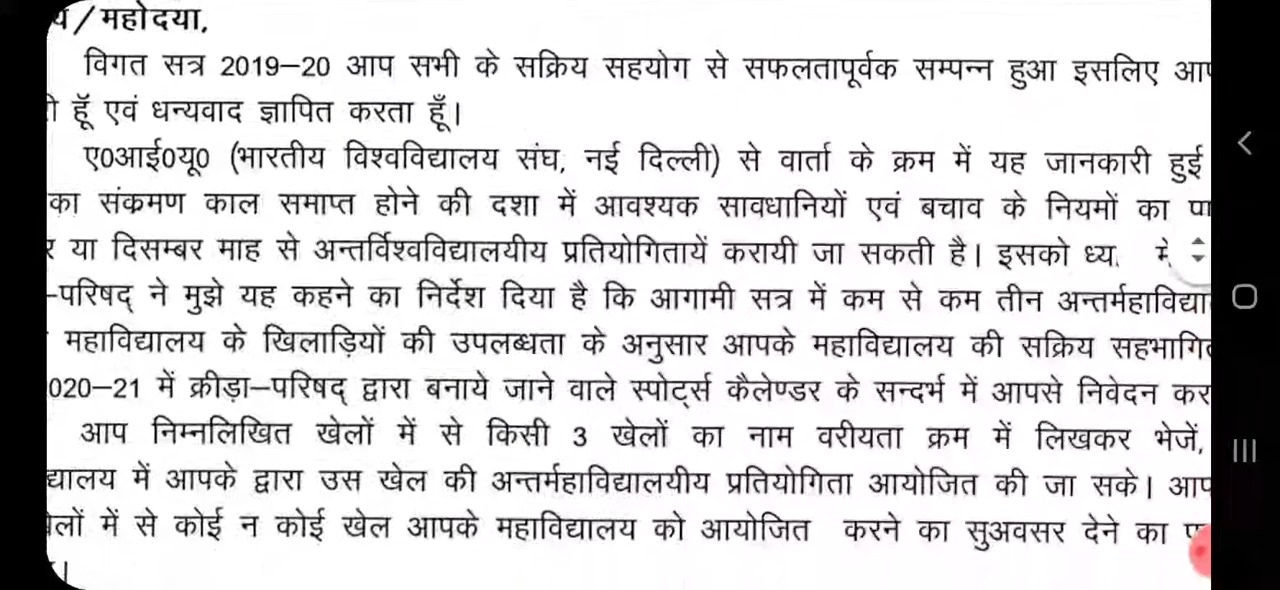 य/महोदया,
विगत सत्र 2019–20 आप सभी के सक्रिय सहयोग से सफलतापूर्वक सम्पन्न हुआ इसलिए आप
हूँ एवं धन्यवाद ज्ञापित करता हूँ।
ए०आई०यू० (भारतीय विश्वविद्यालय संघ, नई दिल्ली) से वार्ता के क्रम में यह जानकारी हुई
का संक्रमण काल समाप्त होने की दशा में आवश्यक सावधानियों एवं बचाव के नियमों का पा
या दिसम्बर माह से अन्तर्विश्वविद्यालयीय प्रतियोगितायें करायी जा सकती है। इसको ध्य
–परिषद् ने मुझे यह कहने का निर्देश दिया है कि आगामी सत्र में कम से कम तीन अन्तर्महाविद्या
महाविद्यालय के खिलाड़ियों की उपलब्धता के अनुसार आपके महाविद्यालय की सक्रिय सहभागित
020–21 में क्रीड़ा–परिषद् द्वारा बनाये जाने वाले स्पोर्ट्स कैलेण्डर के सन्दर्भ में आपसे निवेदन कर
आप निम्नलिखित खेलों में से किसी 3 खेलों का नाम वरीयता क्रम में लिखकर भेजें,
द्यालय में आपके द्वारा उस खेल की अन्तर्महाविद्यालयीय प्रतियोगिता आयोजित की जा सके। आप
लों में से कोई न कोई खेल आपके महाविद्यालय को आयोजित करने का सुअवसर देने का